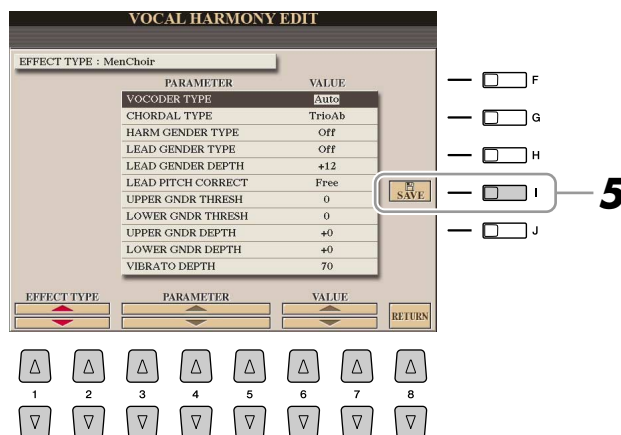 VOCAL HARMONY EDIT
EFFECT TYPE : MenChoir
PARAMETER VALUE
VOCODER TYPE Auto
CHORDAL TYPE TrioAb
HARM GENDER TYPE Off
LEAD GENDER TYPE Off
LEAD GENDER DEPTH +12
LEAD PITCH CORRECT Free
UPPER GNDR THRESH 0
LOWER GNDR THRESH 0
UPPER GNDR DEPTH +0
LOWER GNDR DEPTH +0
VIBRATO DEPTH 70
SAVE
EFFECT TYPE PARAMETER VALUE
RETURN
F
G
H
I
J
5
1 2 3 4 5 6 7 8